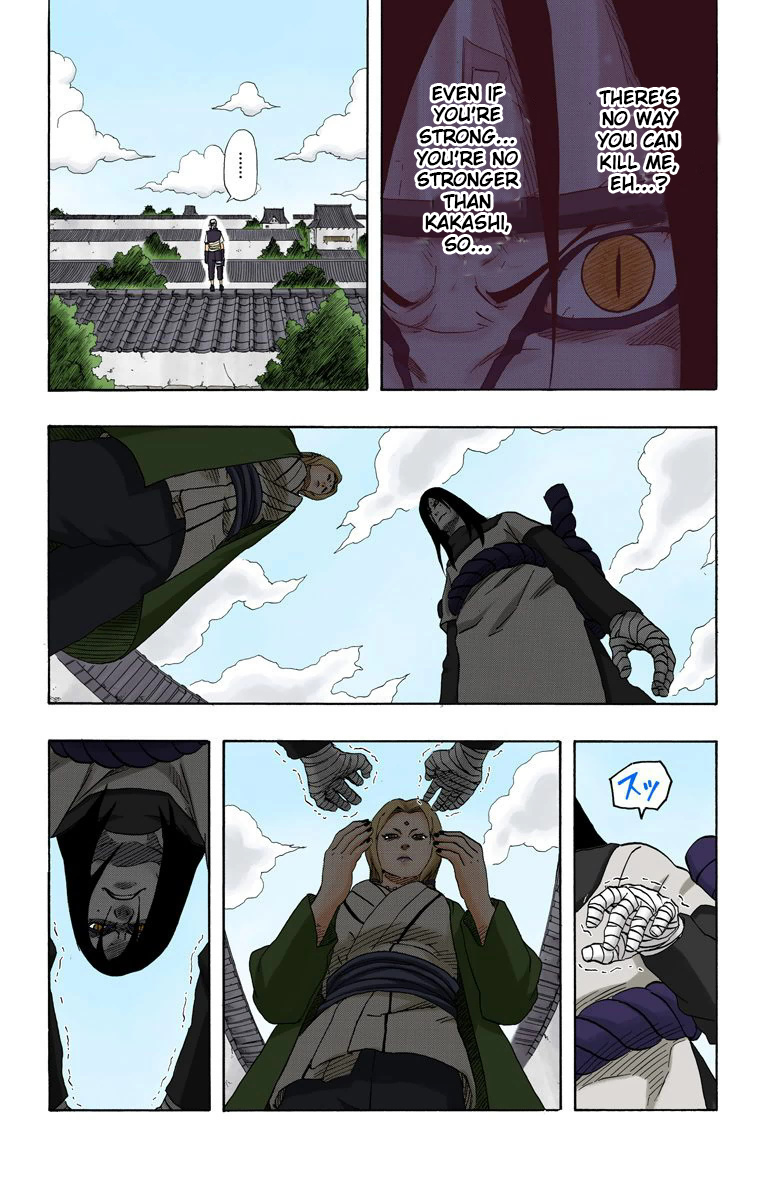 THERE'S
NO WAY
YOU CAN
KILL ME,
EH...?
EVEN IF
YOU'RE
STRONG...
YOU'RE NO
STRONGER
THAN
KAKASHI,
SO...
......
スッ